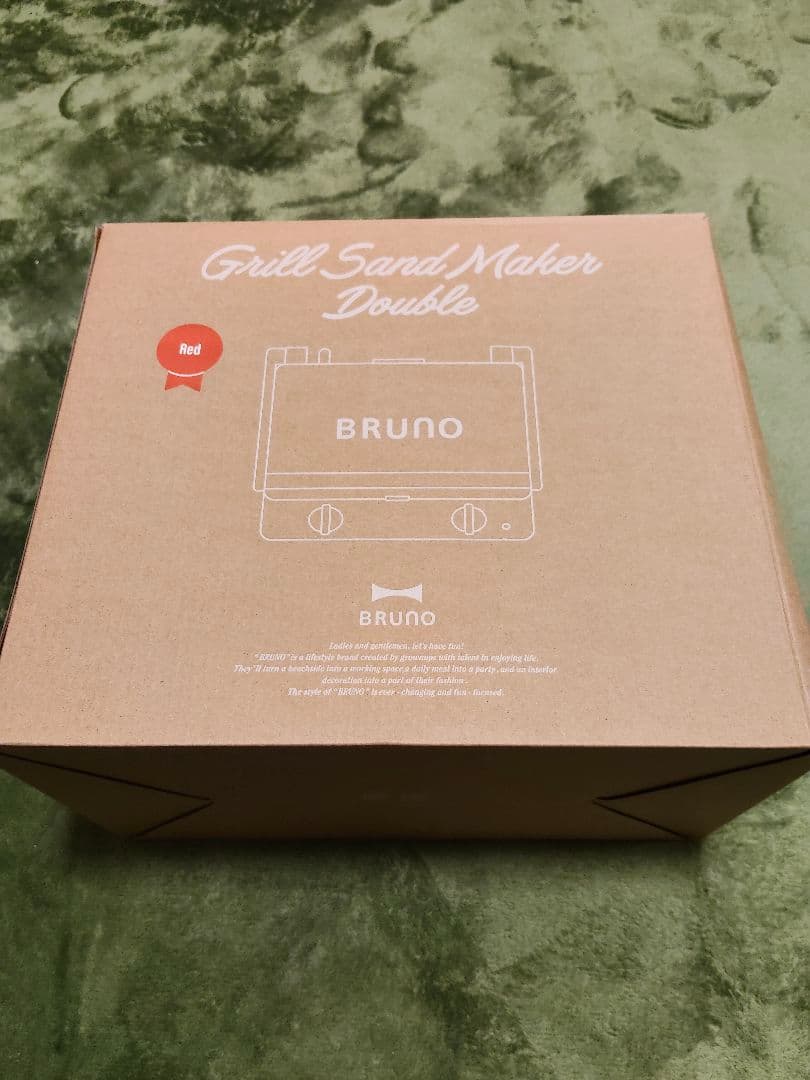 Grill Sand Maker
Double
Red
BRUNO
BRUNO
Ladies and gentlemen, let's have fun!
"BRUNO" is a lifestyle brand created by grownups with talent in enjoying life.
They'll turn a beachside into a working space, a daily meal into a party, and an interior
decoration into a part of their fashion.
The style of "BRUNO" is ever-changing and fun-focused.